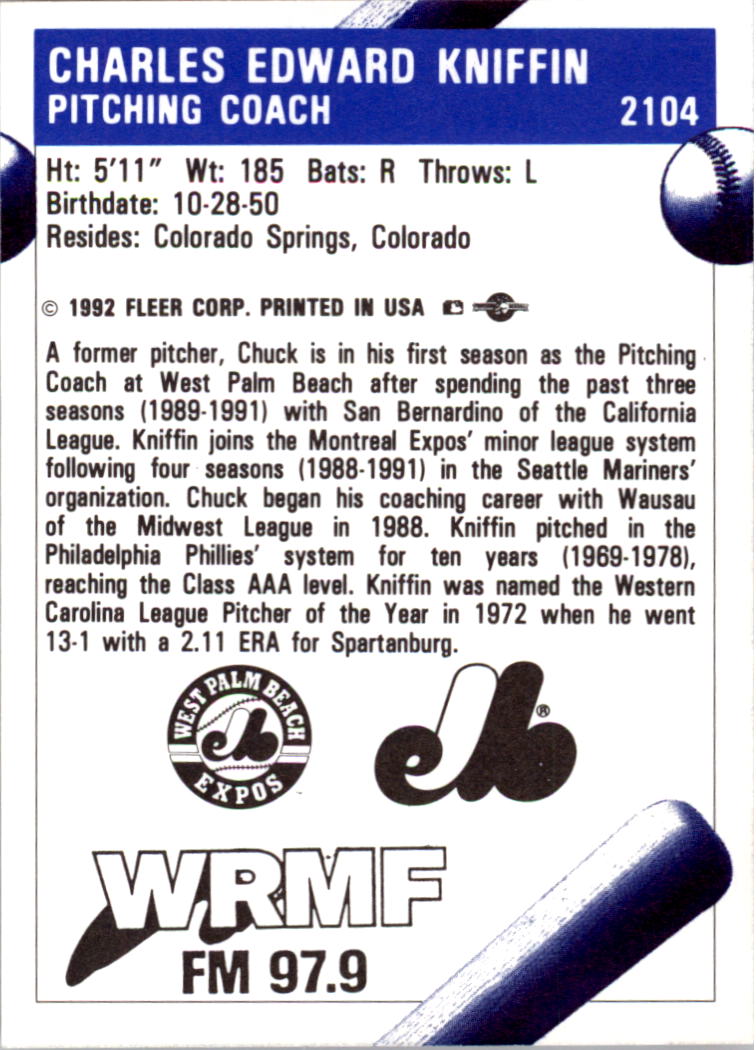 CHARLES EDWARD KNIFFIN
PITCHING COACH 2104
Ht: 5'11" Wt: 185 Bats: R Throws: L
Birthdate: 10-28-50
Resides: Colorado Springs, Colorado
© 1992 FLEER CORP. PRINTED IN USA
A former pitcher, Chuck is in his first season as the Pitching
Coach at West Palm Beach after spending the past three
seasons (1989-1991) with San Bernardino of the California
League. Kniffin joins the Montreal Expos' minor league system
following four seasons (1988-1991) in the Seattle Mariners'
organization. Chuck began his coaching career with Wausau
of the Midwest League in 1988. Kniffin pitched in the
Philadelphia Phillies' system for ten years (1969-1978),
reaching the Class AAA level. Kniffin was named the Western
Carolina League Pitcher of the Year in 1972 when he went
13-1 with a 2.11 ERA for Spartanburg.
WEST PALM BEACH
EXPOS
eb ®
WRMF
FM 97.9